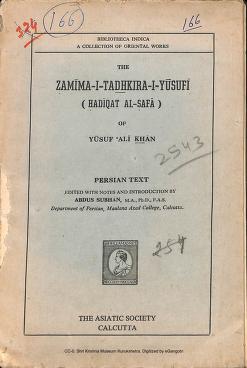 324
166
166
BIBLIOTHECA INDICA
A COLLECTION OF ORIENTAL WORKS
THE
ZAMĪMA-I-TADHKIRA-I-YŪSUFĪ
( ḤADĪQAT AL-SAFĀ )
OF
YŪSUF 'ALĪ KHĀN
2543
PERSIAN TEXT
EDITED WITH NOTES AND INTRODUCTION BY
ABDUS SUBHAN, M.A., Ph.D., F.A.S.
Department of Persian, Maulana Azad College, Calcutta.
254
THE ASIATIC SOCIETY
CALCUTTA
CC-0. Shri Krishna Museum Kurukshetra. Digitized by eGangotri